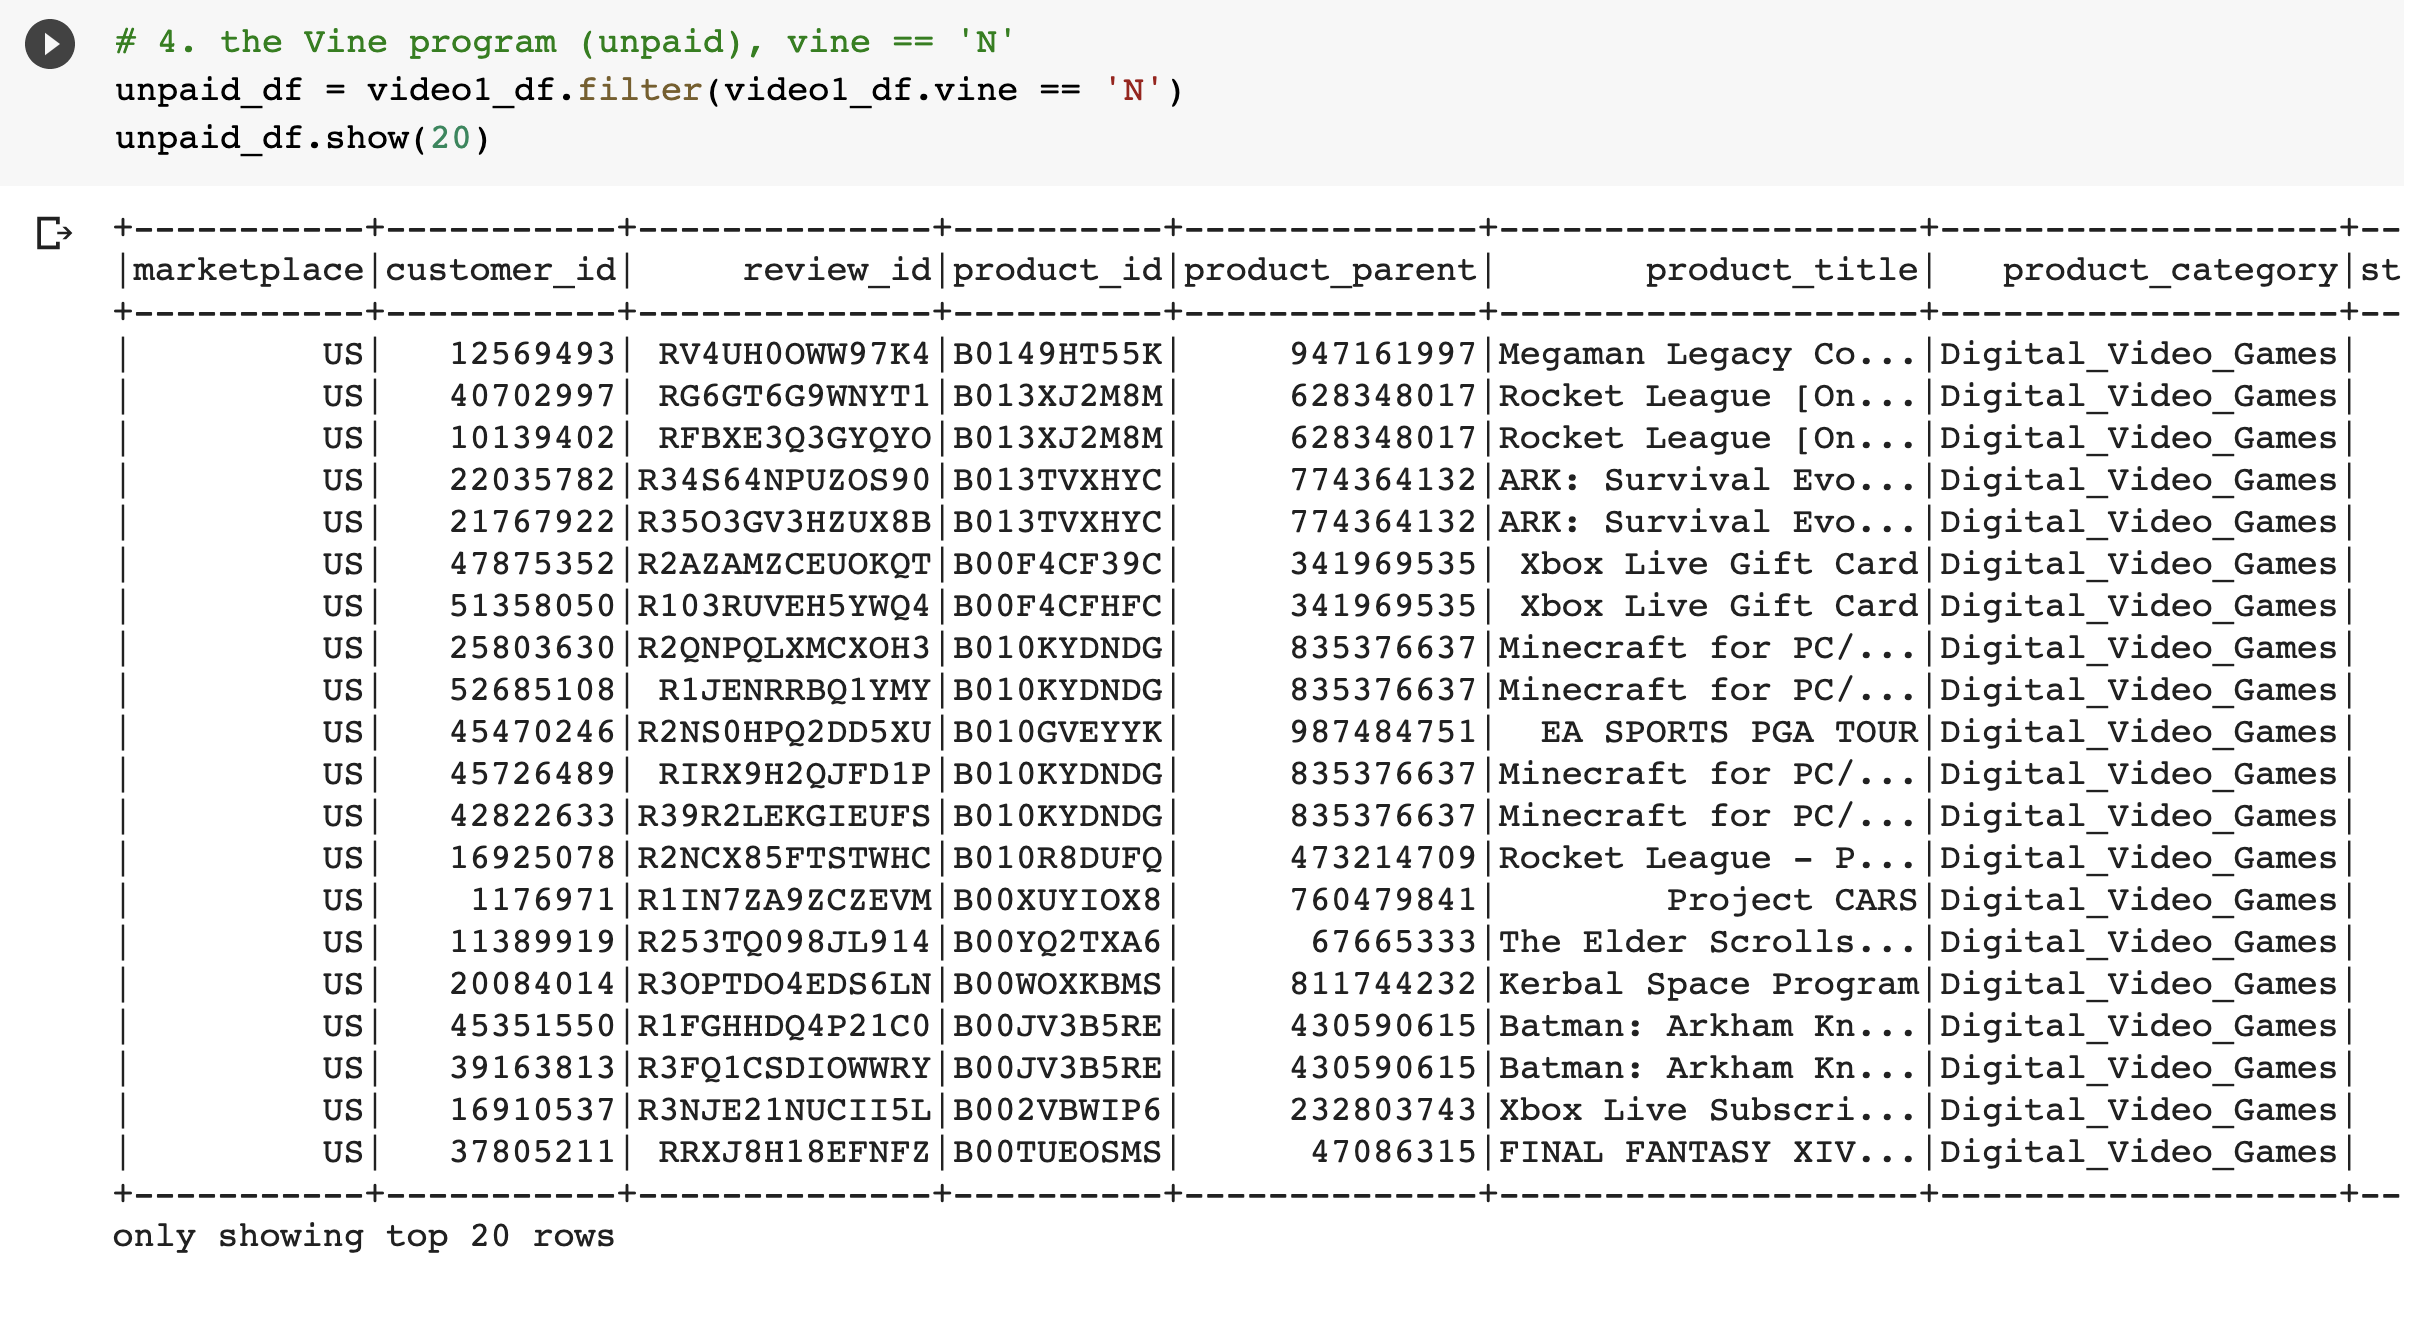 # 4. the Vine program (unpaid), vine == 'N'
unpaid_df = video1_df.filter(video1_df.vine == 'N')
unpaid_df.show(20)
+-----------+-----------+--------------+----------+--------------+--------------------+-------------------+--
|marketplace|customer_id|     review_id|product_id|product_parent|       product_title|   product_category|st
+-----------+-----------+--------------+----------+--------------+--------------------+-------------------+--
|         US|   12569493| RV4UH0OWW97K4|B0149HT55K|     947161997|Megaman Legacy Co...|Digital_Video_Games|
|         US|   40702997| RG6GT6G9WNYT1|B013XJ2M8M|     628348017|Rocket League [On...|Digital_Video_Games|
|         US|   10139402| RFBXE3Q3GYQYO|B013XJ2M8M|     628348017|Rocket League [On...|Digital_Video_Games|
|         US|   22035782|R34S64NPUZOS90|B013TVXHYC|     774364132|ARK: Survival Evo...|Digital_Video_Games|
|         US|   21767922|R35O3GV3HZUX8B|B013TVXHYC|     774364132|ARK: Survival Evo...|Digital_Video_Games|
|         US|   47875352|R2AZAMZCEUOKQT|B00F4CF39C|     341969535| Xbox Live Gift Card|Digital_Video_Games|
|         US|   51358050|R103RUVEH5YWQ4|B00F4CFHFC|     341969535| Xbox Live Gift Card|Digital_Video_Games|
|         US|   25803630|R2QNPQLXMCXOH3|B010KYDNDG|     835376637|Minecraft for PC/...|Digital_Video_Games|
|         US|   52685108| R1JENRRBQ1YMY|B010KYDNDG|     835376637|Minecraft for PC/...|Digital_Video_Games|
|         US|   45470246|R2NS0HPQ2DD5XU|B010GVEYYK|     987484751|  EA SPORTS PGA TOUR|Digital_Video_Games|
|         US|   45726489| RIRX9H2QJFD1P|B010KYDNDG|     835376637|Minecraft for PC/...|Digital_Video_Games|
|         US|   42822633|R39R2LEKGIEUFS|B010KYDNDG|     835376637|Minecraft for PC/...|Digital_Video_Games|
|         US|   16925078|R2NCX85FTSTWHC|B010R8DUFQ|     473214709|Rocket League - P...|Digital_Video_Games|
|         US|    1176971|R1IN7ZA9ZCZEVM|B00XUYIOX8|     760479841|        Project CARS|Digital_Video_Games|
|         US|   11389919|R253TQ098JL914|B00YQ2TXA6|      67665333|The Elder Scrolls...|Digital_Video_Games|
|         US|   20084014|R3OPTDO4EDS6LN|B00WOXKBMS|     811744232|Kerbal Space Program|Digital_Video_Games|
|         US|   45351550|R1FGHHDQ4P21C0|B00JV3B5RE|     430590615|Batman: Arkham Kn...|Digital_Video_Games|
|         US|   39163813|R3FQ1CSDIOWWRY|B00JV3B5RE|     430590615|Batman: Arkham Kn...|Digital_Video_Games|
|         US|   16910537|R3NJE21NUCII5L|B002VBWIP6|     232803743|Xbox Live Subscri...|Digital_Video_Games|
|         US|   37805211| RRXJ8H18EFNFZ|B00TUEOSMS|      47086315|FINAL FANTASY XIV...|Digital_Video_Games|
+-----------+-----------+--------------+----------+--------------+--------------------+-------------------+--
only showing top 20 rows